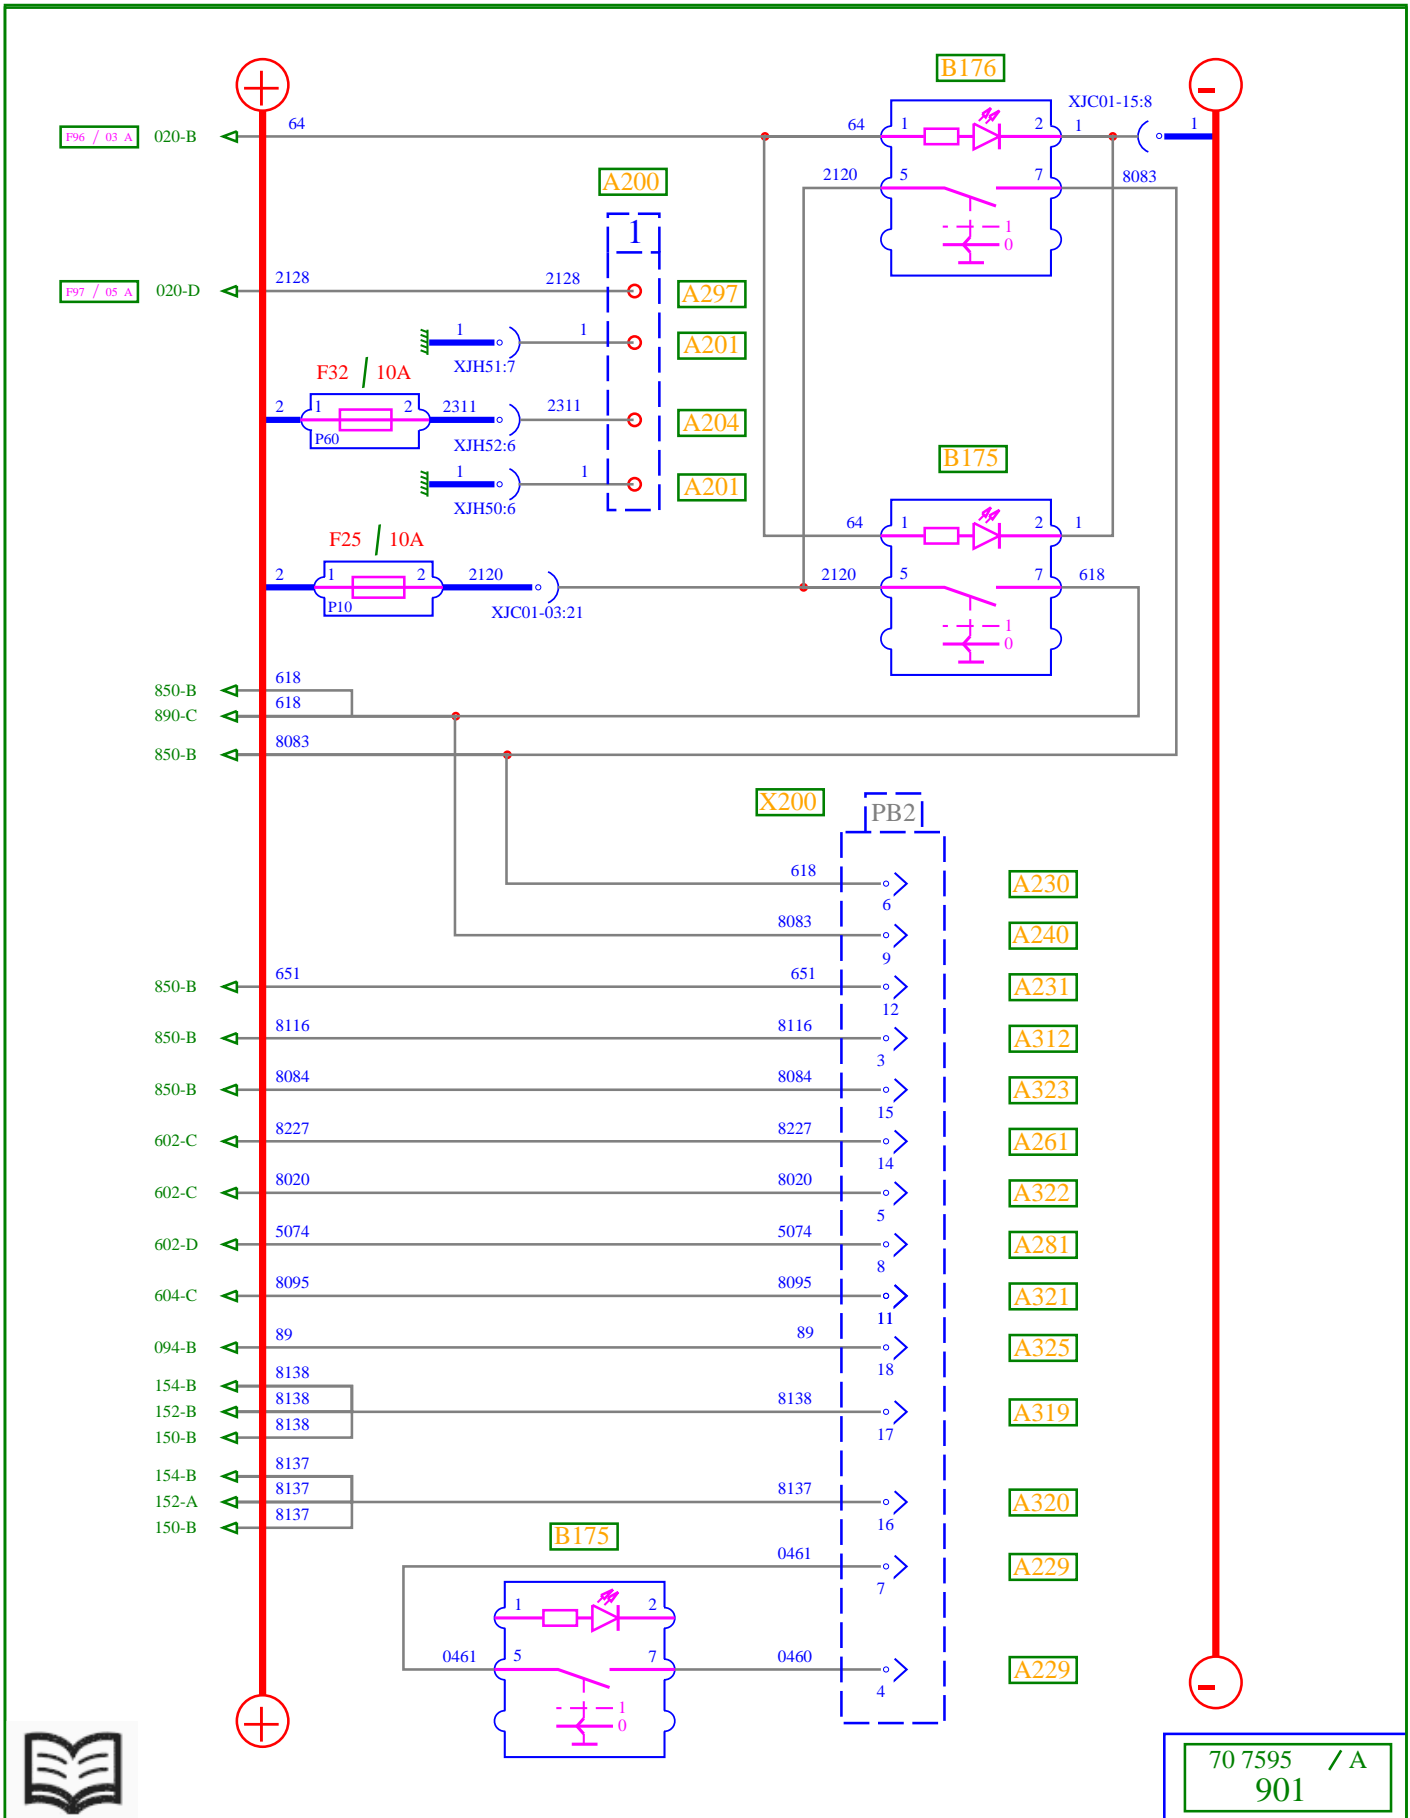 B176
XJC01-15:8
F96 / 03 A 020-B 64 64 1 2 1 1
2120 5 7 8083
A200
1
1
0
F97 / 05 A 020-D 2128 2128 A297
1 1 A201
XJH51:7
F32 / 10A
2 1 2 2311 2311 A204
P60
XJH52:6
B175
1 1 A201
XJH50:6
64 1 2 1
F25 / 10A
2 1 2 2120 2120 5 7 618
P10
XJC01-03:21
1
0
850-B 618
890-C 618
850-B 8083
X200 PB2
618 A230
6
8083 A240
9
850-B 651 651 A231
12
850-B 8116 8116 A312
3
850-B 8084 8084 A323
15
602-C 8227 8227 A261
14
602-C 8020 8020 A322
5
602-D 5074 5074 A281
8
604-C 8095 8095 A321
11
094-B 89 89 A325
18
154-B 8138
152-B 8138 8138 A319
150-B 8138
17
154-B 8137
152-A 8137 8137 A320
150-B 8137
16
B175
0461 A229
7
1 2
0461 5 7 0460 A229
4
1
0
70 7595 / A
901